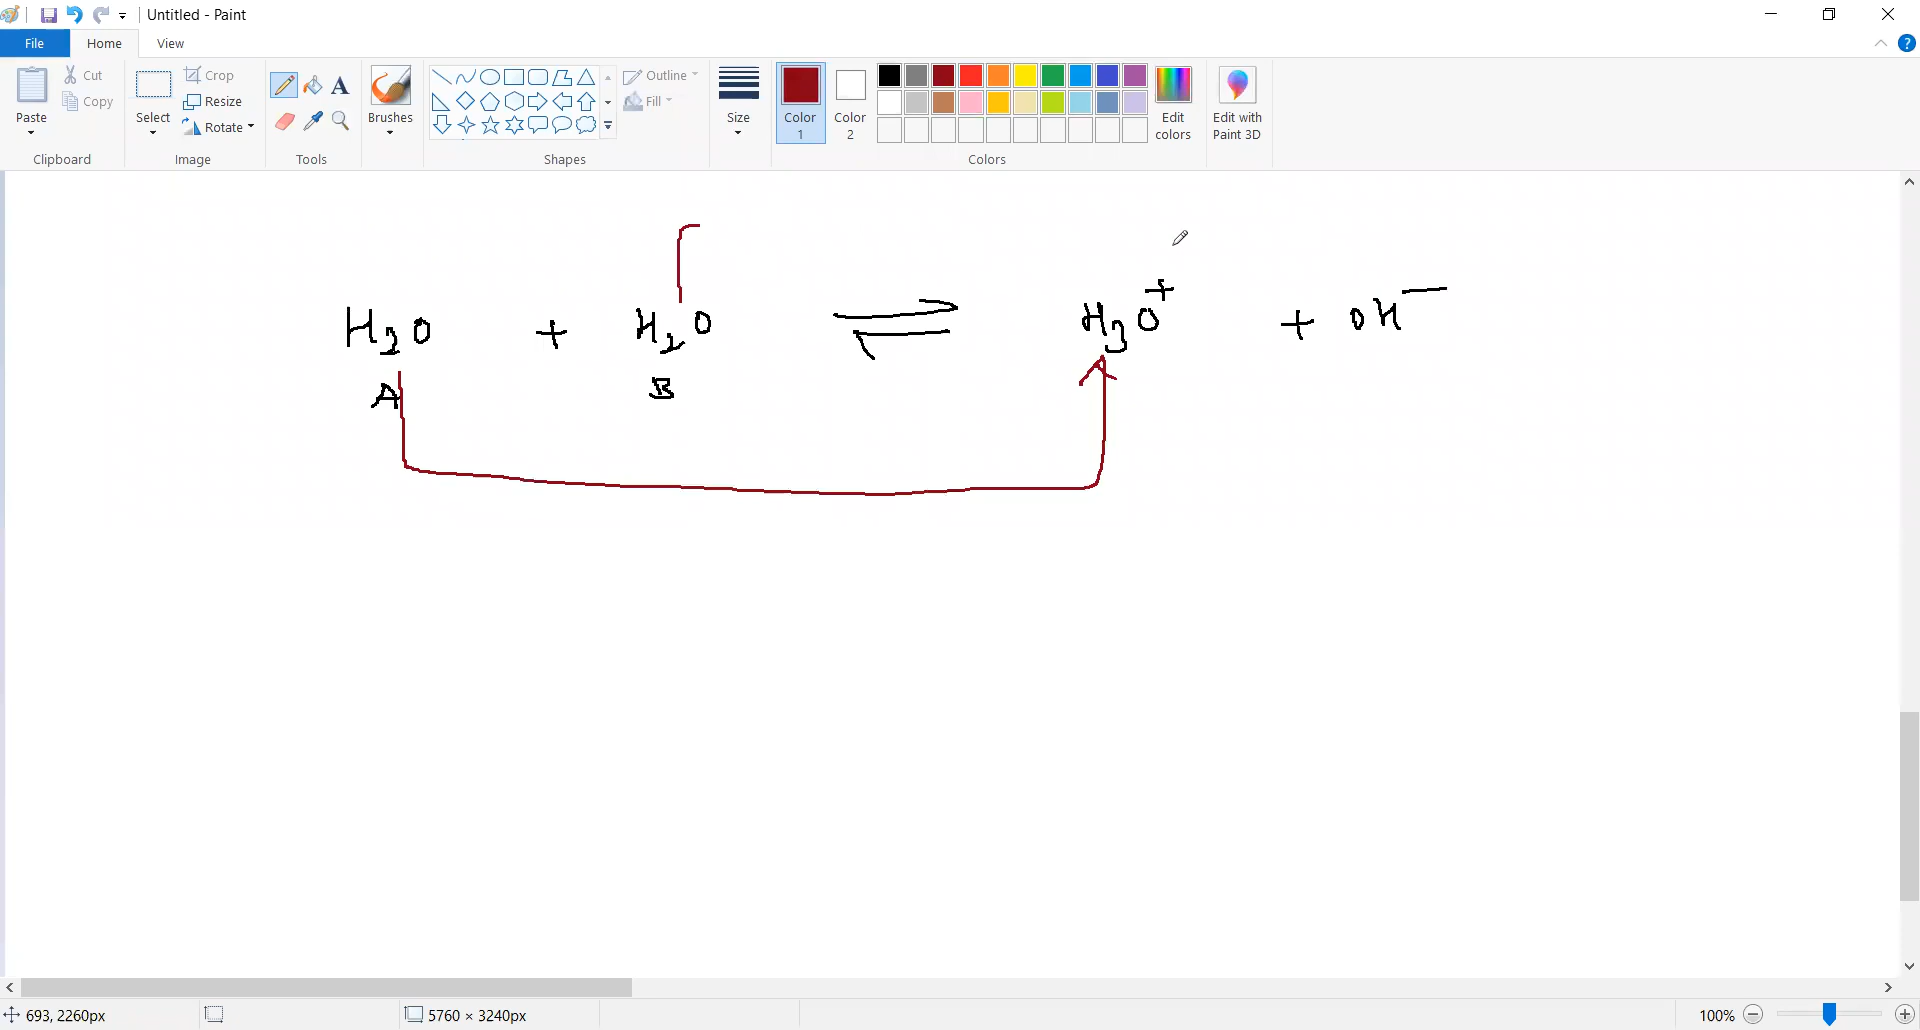 Untitled - Paint
File Home View
Paste Cut Copy Clipboard
Select Crop Resize Rotate Image
Tools
Brushes
Outline Fill Shapes
Size
Color 1 Color 2 Edit colors Colors
Edit with Paint 3D
H₂O + H₂O ⇌ H₃O⁺ + OH⁻
A B
693, 2260px 5760 × 3240px 100%